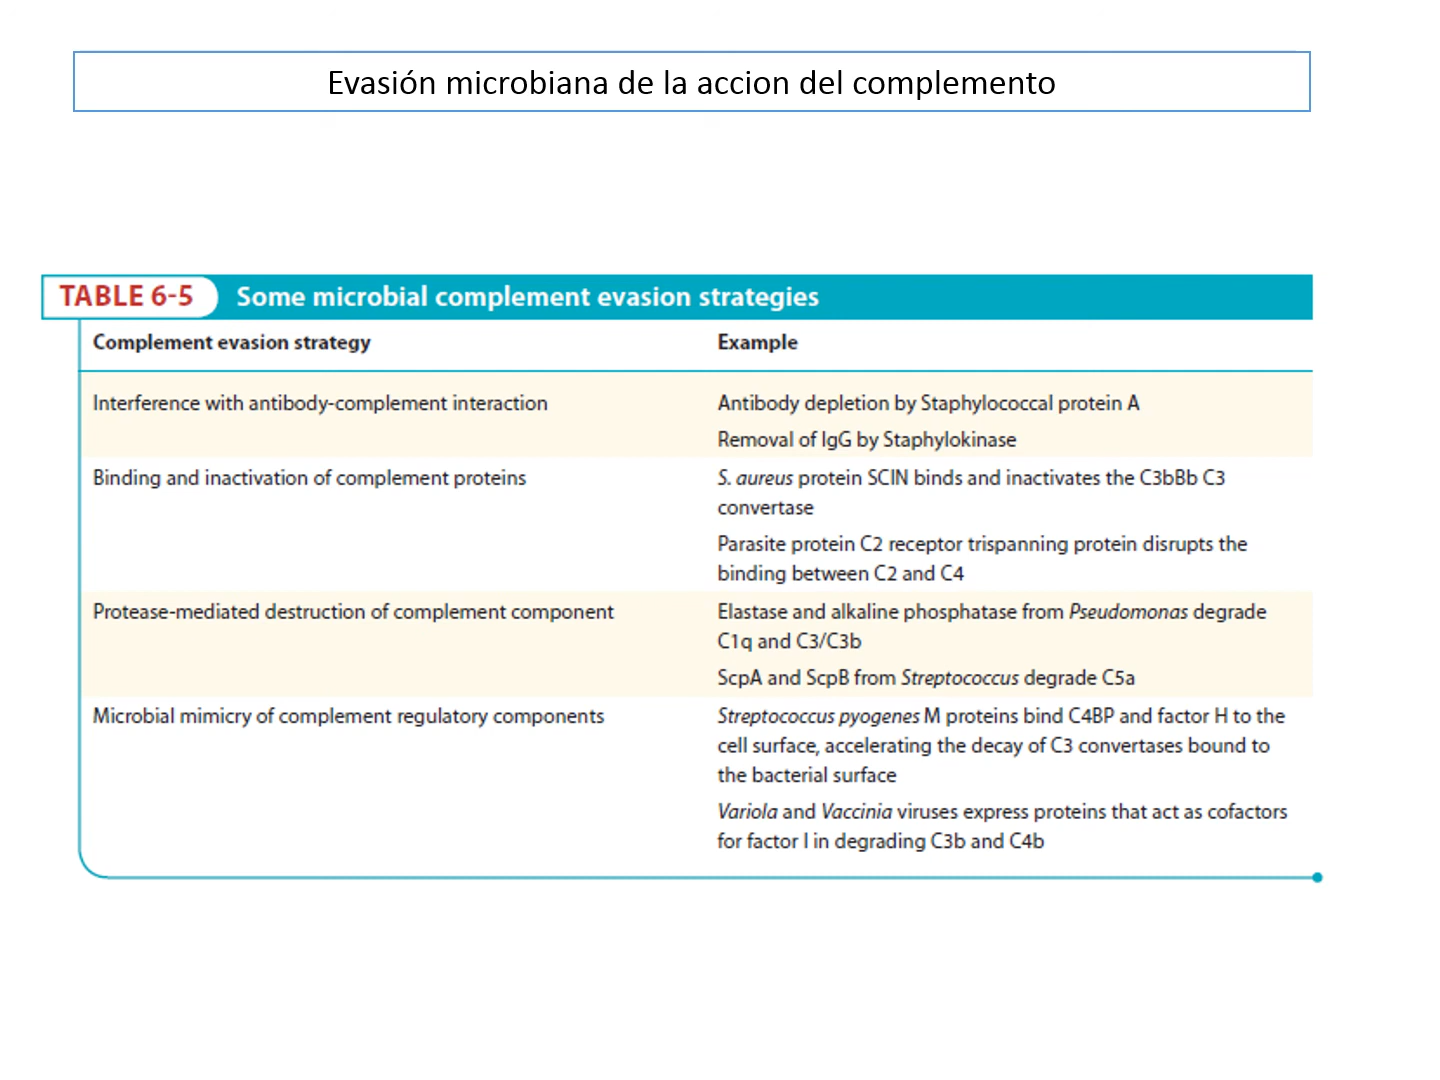 Evasión microbiana de la accion del complemento
TABLE 6-5 Some microbial complement evasion strategies
Complement evasion strategy Example
Interference with antibody-complement interaction Antibody depletion by Staphylococcal protein A
Removal of IgG by Staphylokinase
Binding and inactivation of complement proteins S. aureus protein SCIN binds and inactivates the C3bBb C3
convertase
Parasite protein C2 receptor trispanning protein disrupts the
binding between C2 and C4
Protease-mediated destruction of complement component Elastase and alkaline phosphatase from Pseudomonas degrade
C1q and C3/C3b
ScpA and ScpB from Streptococcus degrade C5a
Microbial mimicry of complement regulatory components Streptococcus pyogenes M proteins bind C4BP and factor H to the
cell surface, accelerating the decay of C3 convertases bound to
the bacterial surface
Variola and Vaccinia viruses express proteins that act as cofactors
for factor I in degrading C3b and C4b